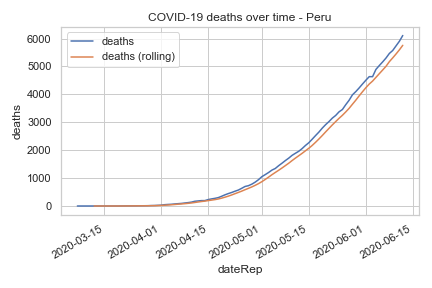 COVID-19 deaths over time - Peru
deaths
deaths (rolling)
6000
5000
4000
3000
2000
1000
0
deaths
2020-03-15
2020-04-01
2020-04-15
2020-05-01
2020-05-15
2020-06-01
2020-06-15
dateRep